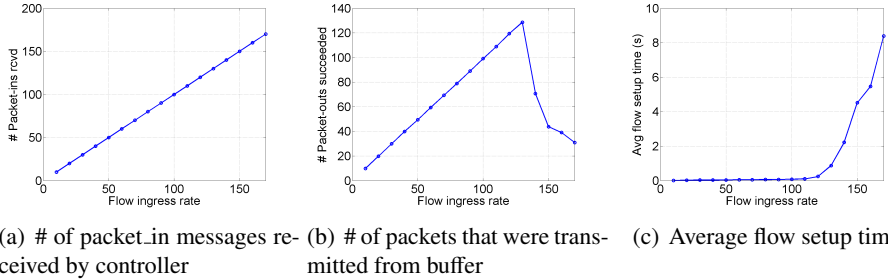 200
150
100
50
0
0 50 100 150
# Packet-ins rcvd
Flow ingress rate
140
120
100
80
60
40
20
0
0 50 100 150
# Packet-outs succeeded
Flow ingress rate
10
8
6
4
2
0
0 50 100 150
Avg flow setup time (s)
Flow ingress rate
(a) # of packet_in messages re-
ceived by controller
(b) # of packets that were trans-
mitted from buffer
(c) Average flow setup tim